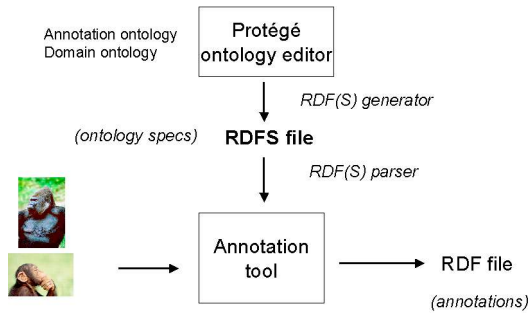 Annotation ontology
Domain ontology
Protégé
ontology editor
RDF(S) generator
(ontology specs)
RDFS file
RDF(S) parser
Annotation
tool
RDF file
(annotations)